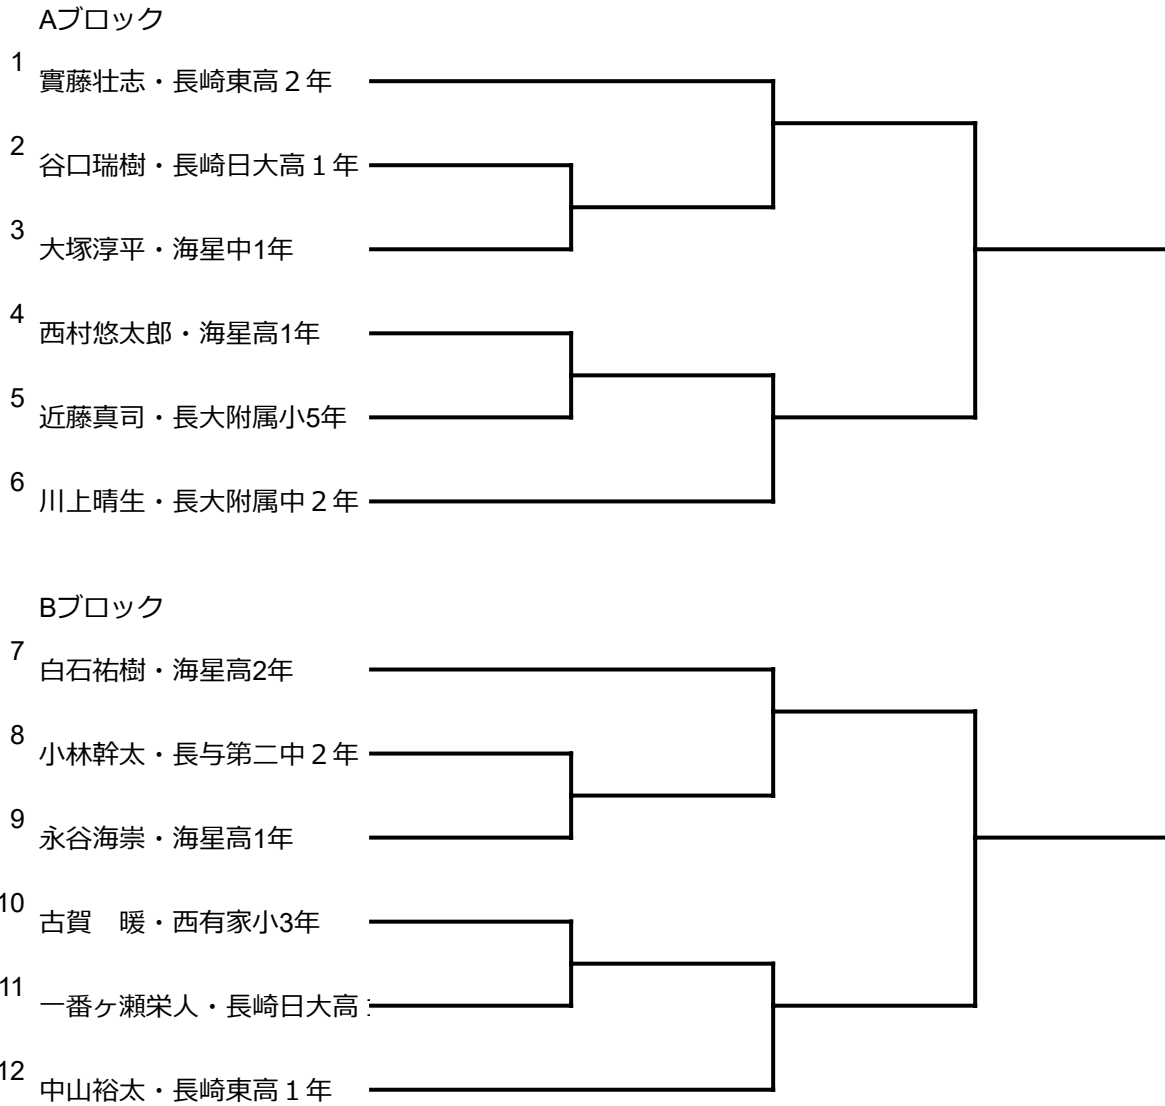 Aブロック
1 實藤壮志・長崎東高２年
2 谷口瑞樹・長崎日大高１年
3 大塚淳平・海星中1年
4 西村悠太郎・海星高1年
5 近藤真司・長大附属小5年
6 川上晴生・長大附属中２年
Bブロック
7 白石祐樹・海星高2年
8 小林幹太・長与第二中２年
9 永谷海崇・海星高1年
10 古賀　暖・西有家小3年
11 一番ヶ瀬栄人・長崎日大高
12 中山裕太・長崎東高１年